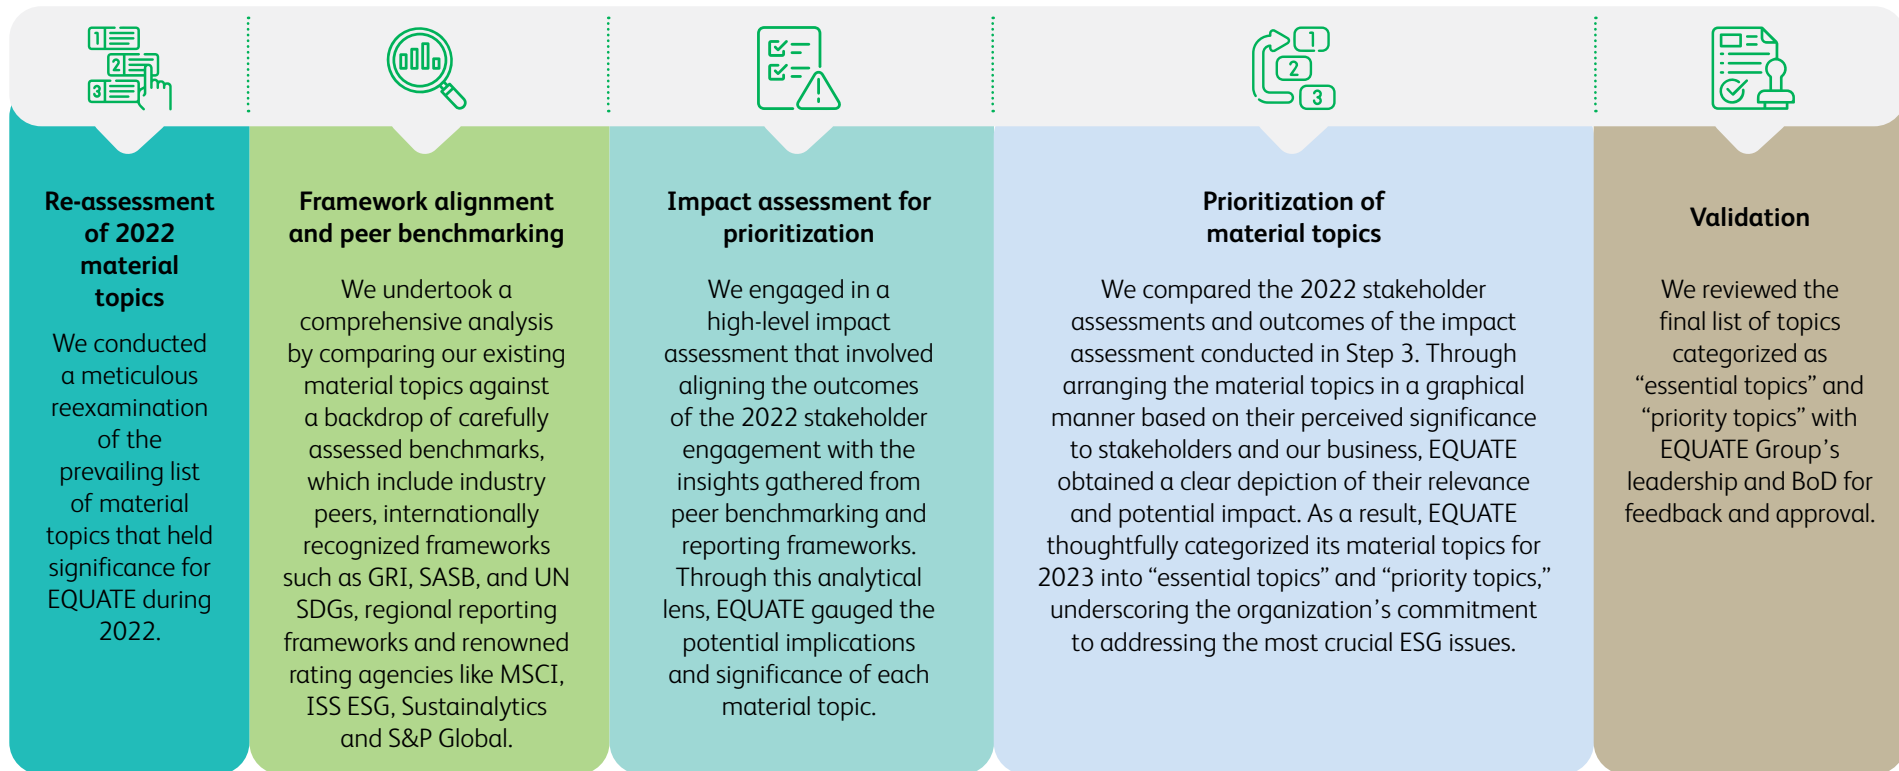 1
2
3
1
2
3
Re-assessment
of 2022
material
topics
We conducted
a meticulous
reexamination
of the
prevailing list
of material
topics that held
significance for
EQUATE during
2022.
Framework alignment
and peer benchmarking
We undertook a
comprehensive analysis
by comparing our existing
material topics against
a backdrop of carefully
assessed benchmarks,
which include industry
peers, internationally
recognized frameworks
such as GRI, SASB, and UN
SDGs, regional reporting
frameworks and renowned
rating agencies like MSCI,
ISS ESG, Sustainalytics
and S&P Global.
Impact assessment for
prioritization
We engaged in a
high-level impact
assessment that involved
aligning the outcomes
of the 2022 stakeholder
engagement with the
insights gathered from
peer benchmarking and
reporting frameworks.
Through this analytical
lens, EQUATE gauged the
potential implications
and significance of each
material topic.
Prioritization of
material topics
We compared the 2022 stakeholder
assessments and outcomes of the impact
assessment conducted in Step 3. Through
arranging the material topics in a graphical
manner based on their perceived significance
to stakeholders and our business, EQUATE
obtained a clear depiction of their relevance
and potential impact. As a result, EQUATE
thoughtfully categorized its material topics for
2023 into “essential topics” and “priority topics,”
underscoring the organization’s commitment
to addressing the most crucial ESG issues.
Validation
We reviewed the
final list of topics
categorized as
“essential topics” and
“priority topics” with
EQUATE Group’s
leadership and BoD for
feedback and approval.